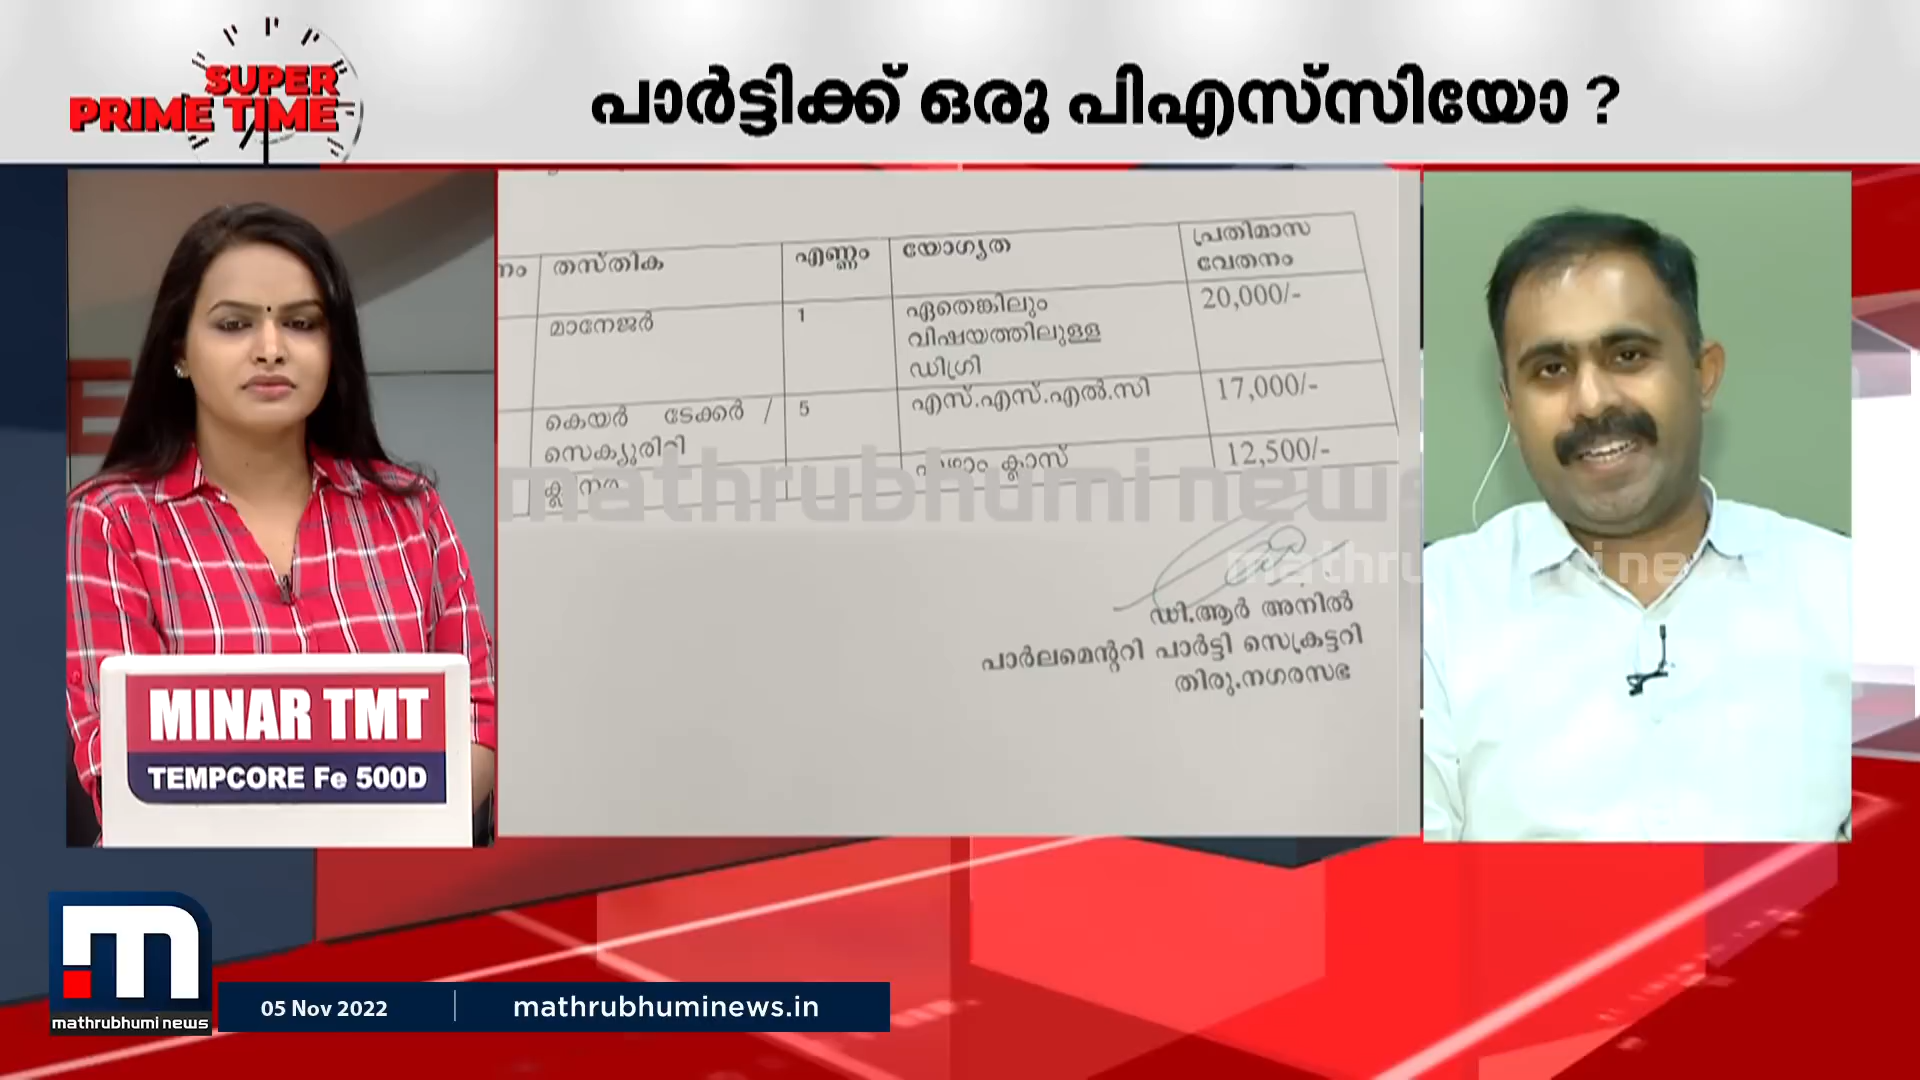 SUPER
PRIME TIME
പാർട്ടിക്ക് ഒരു പിഎസ്‌സിയോ ?
തസ്തിക
എണ്ണം
യോഗ്യത
പ്രതിമാസ
വേതനം
മാനേജർ
1
ഏതെങ്കിലും
വിഷയത്തിലുള്ള
ഡിഗ്രി
20,000/-
കെയർ ടേക്കർ /
സെക്യൂരിറ്റി
5
എസ്.എസ്.എൽ.സി
17,000/-
ക്ലാസ്
12,500/-
mathrubhumi news
mathrubhumi news
ഡി.ആർ അനിൽ
പാർലമെന്ററി പാർട്ടി സെക്രട്ടറി
തിരു.നഗരസഭ
MINAR TMT
TEMPCORE Fe 500D
mathrubhumi news
05 Nov 2022
mathrubhuminews.in